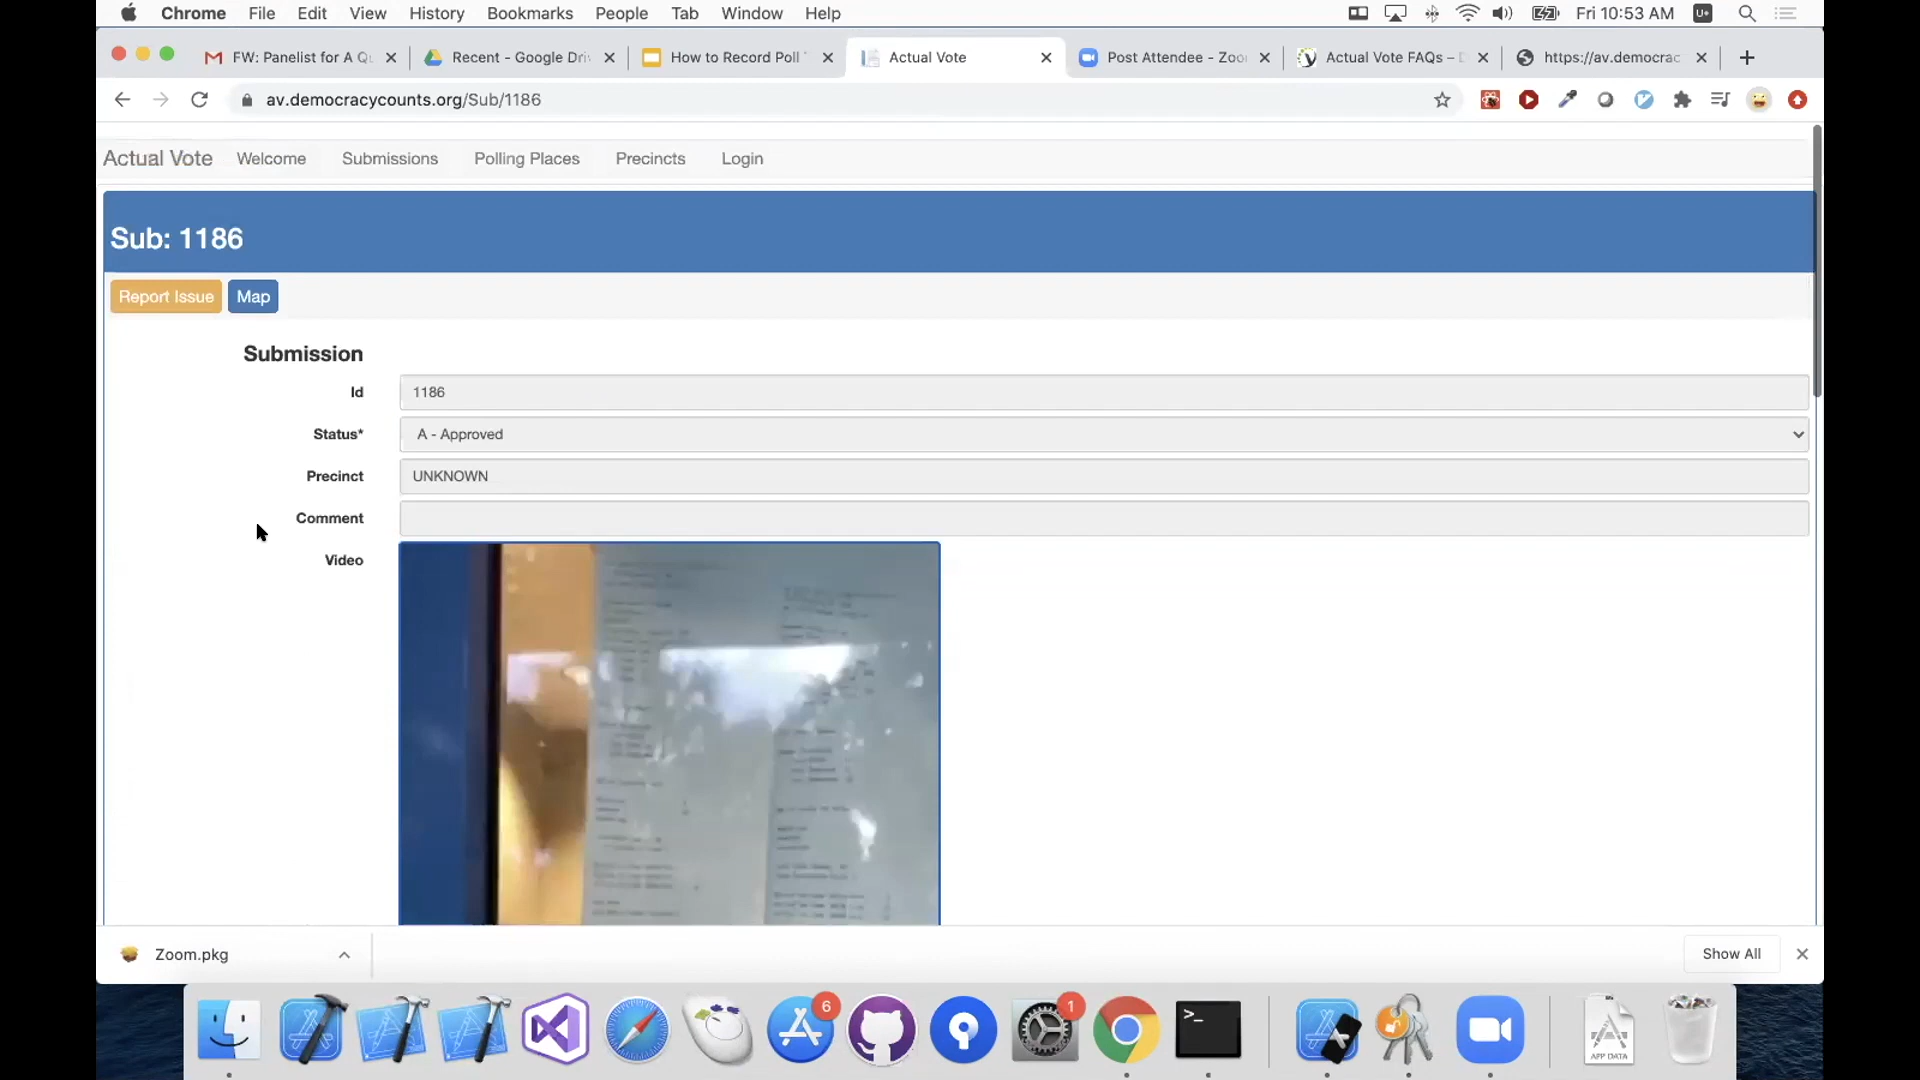 Chrome File Edit View History Bookmarks People Tab Window Help Fri 10:53 AM U+
FW: Panelist for A Qu Recent - Google Dri How to Record Poll Actual Vote Post Attendee - Zoo Actual Vote FAQs – https://av.democrac
av.democracycounts.org/Sub/1186
Actual Vote Welcome Submissions Polling Places Precincts Login
Sub: 1186
Report Issue Map
Submission
Id 1186
Status* A - Approved
Precinct UNKNOWN
Comment
Video
Zoom.pkg Show All
6 1
APP DATA